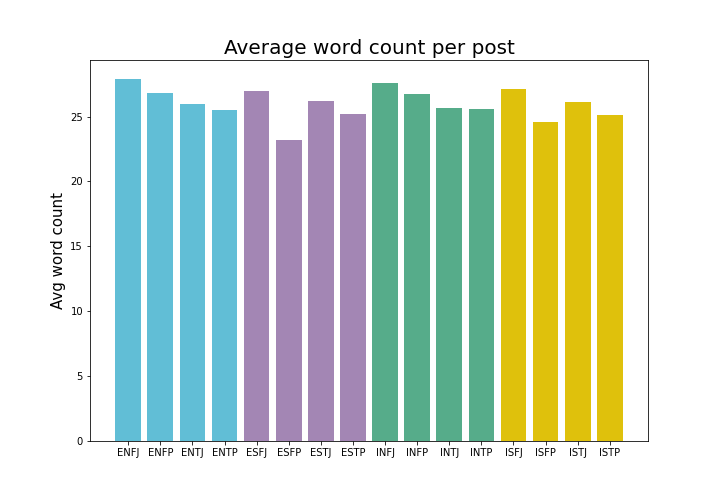 Average word count per post
Avg word count
25
20
15
10
5
0
ENFJ ENFP ENTJ ENTP ESFJ ESFP ESTJ ESTP INFJ INFP INTJ INTP ISFJ ISFP ISTJ ISTP